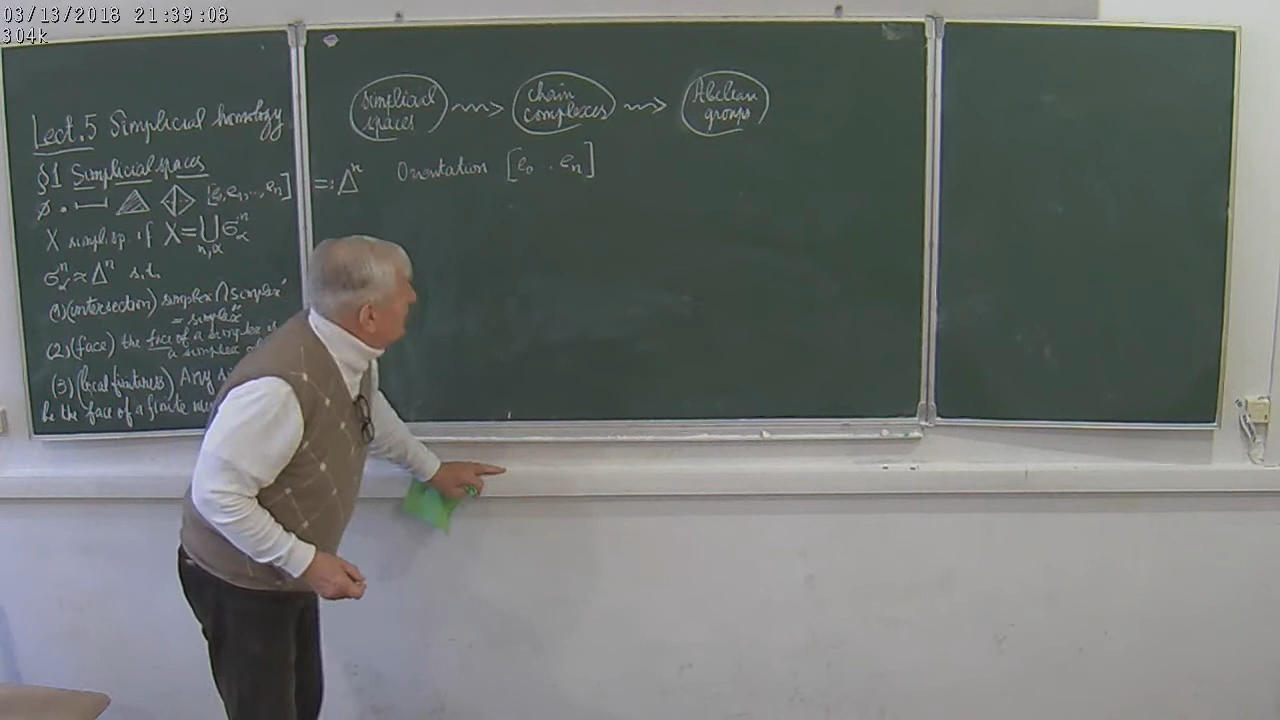 03/13/2018 21:39:08
304k
Lect. 5 Simplicial homology
§1 Simplicial spaces
∅ . [e₀, e₁, ..., eₙ] =: Δⁿ
X simpl. sp. if X = ⋃ₙ,α σⁿα
σⁿα ≈ Δⁿ s.t.
(1) (intersection) simplex ∩ simplex'
= simplex''
(2) (face) the face of a simplex is
a simplex
(3) (local finiteness) Any
be the face of a finite
simplicial spaces ⟿ chain complexes ⟿ Abelian groups
Orientation [e₀ .. eₙ]